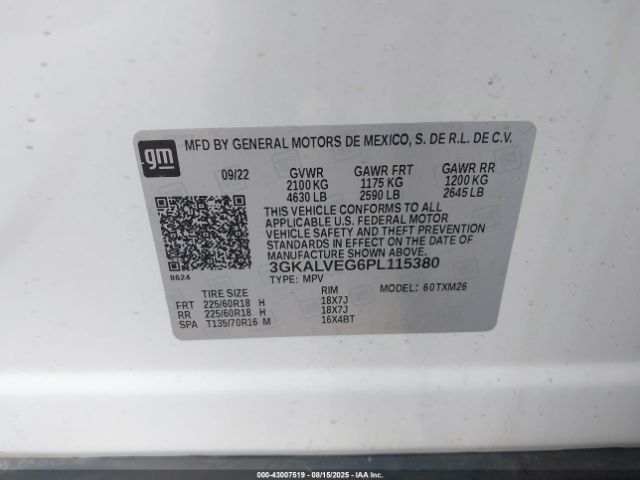 gm
MFD BY GENERAL MOTORS DE MEXICO, S. DE R.L. DE C.V.
09/22 GVWR GAWR FRT GAWR RR
2100 KG 1175 KG 1200 KG
4630 LB 2590 LB 2645 LB
THIS VEHICLE CONFORMS TO ALL
APPLICABLE U.S. FEDERAL MOTOR
VEHICLE SAFETY AND THEFT PREVENTION
STANDARDS IN EFFECT ON THE DATE OF
MANUFACTURE SHOWN ABOVE.
8624 3GKALVEG6PL115380
TYPE: MPV
TIRE SIZE RIM MODEL: 60TXM26
FRT 225/60R18 H 18X7J
RR 225/60R18 H 18X7J
SPA T135/70R16 M 16X4BT
000-43007519 08/15/2025 IAAI.COM